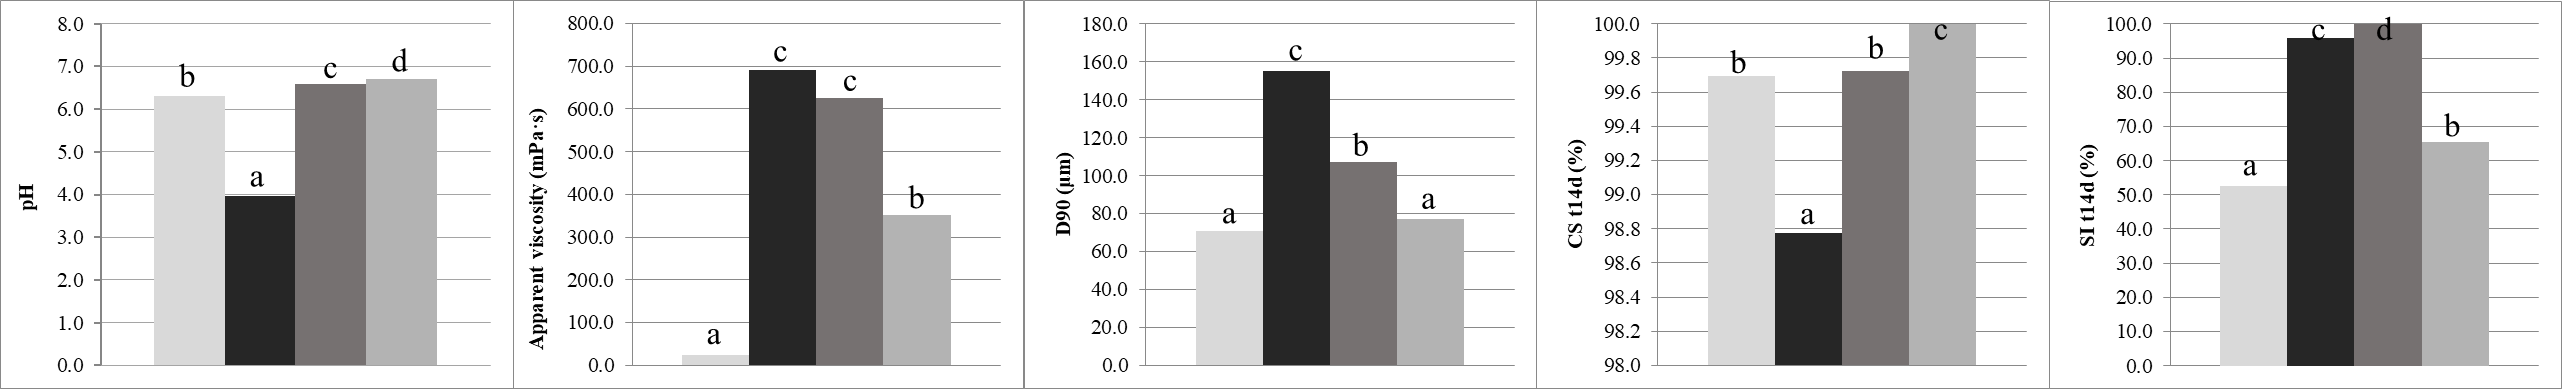 pH
8.0
7.0
6.0
5.0
4.0
3.0
2.0
1.0
0.0
b
a
c
d
Apparent viscosity (mPa·s)
800.0
700.0
600.0
500.0
400.0
300.0
200.0
100.0
0.0
a
c
c
b
D90 (µm)
180.0
160.0
140.0
120.0
100.0
80.0
60.0
40.0
20.0
0.0
a
c
b
a
CS t14d (%)
100.0
99.8
99.6
99.4
99.2
99.0
98.8
98.6
98.4
98.2
98.0
b
a
b
c
SI t14d (%)
100.0
90.0
80.0
70.0
60.0
50.0
40.0
30.0
20.0
10.0
0.0
a
c
d
b